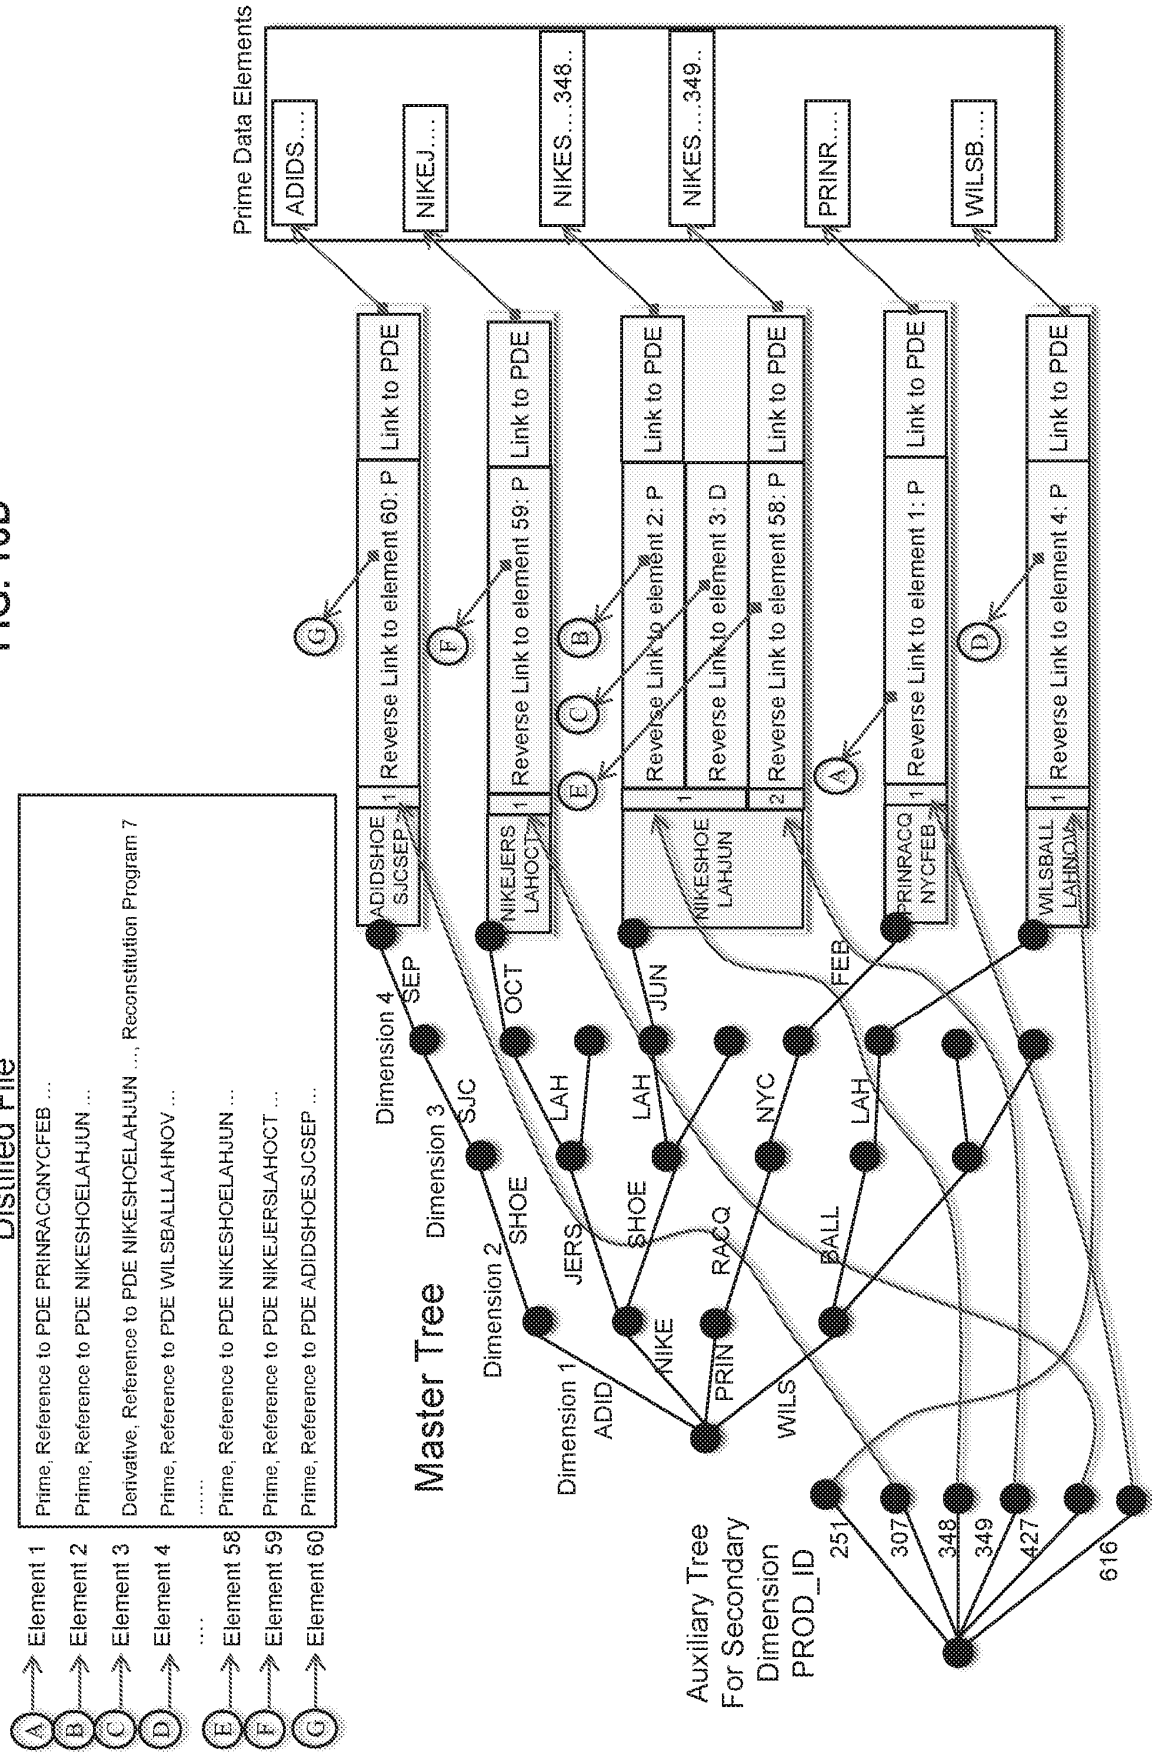 Distilled File
A
Element 1
Prime, Reference to PDE PRINRACQNYCFEB ...
B
Element 2
Prime, Reference to PDE NIKESHOELAHJUN ...
C
Element 3
Derivative, Reference to PDE NIKESHOELAHJUN ..., Reconstitution Program 7
D
Element 4
Prime, Reference to PDE WILSBALLLAHNOV ...
....
......
E
Element 58
Prime, Reference to PDE NIKESHOELAHJUN ...
F
Element 59
Prime, Reference to PDE NIKEJERSLAHOCT ...
G
Element 60
Prime, Reference to PDE ADIDSHOESJCSEP ...
Master Tree
Dimension 1
Dimension 2
Dimension 3
Dimension 4
ADID
SHOE
SJC
SEP
NIKE
JERS
LAH
OCT
SHOE
LAH
JUN
PRIN
RACQ
NYC
FEB
WILS
BALL
LAH
Auxiliary Tree
For Secondary
Dimension
PROD_ID
251
307
348
349
427
616
ADIDSHOE
SJCSEP
1
Reverse Link to element 60: P
Link to PDE
G
NIKEJERS
LAHOCT
1
Reverse Link to element 59: P
Link to PDE
F
NIKESHOE
LAHJUN
1
Reverse Link to element 2: P
Link to PDE
B
Reverse Link to element 3: D
C
2
Reverse Link to element 58: P
Link to PDE
E
PRINRACQ
NYCFEB
1
Reverse Link to element 1: P
Link to PDE
A
WILSBALL
LAHNOV
1
Reverse Link to element 4: P
Link to PDE
D
Prime Data Elements
ADIDS....
NIKEJ....
NIKES....348..
NIKES....349..
PRINR....
WILSB....